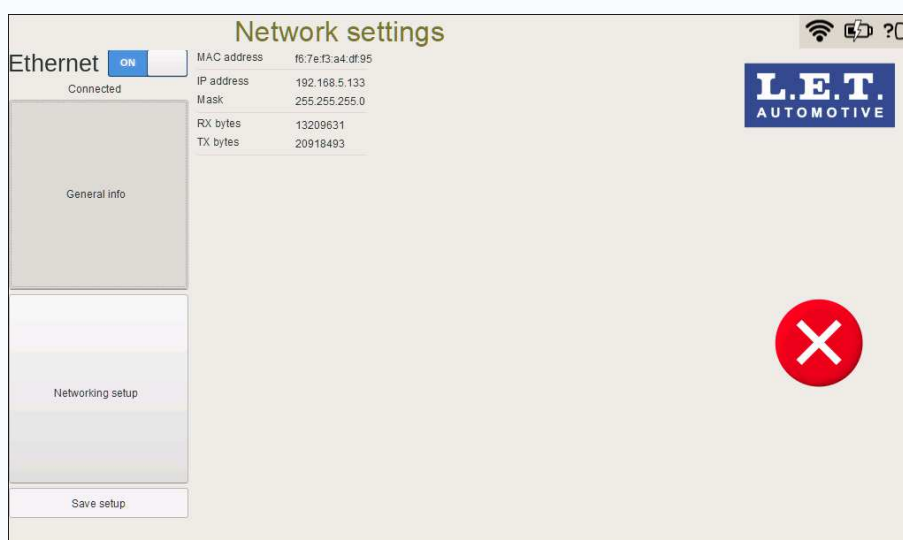 Network settings
Ethernet ON
Connected
General info
Networking setup
Save setup
MAC address f6:7e:f3:a4:df:95
IP address 192.168.5.133
Mask 255.255.255.0
RX bytes 13209631
TX bytes 20918493
?
L.E.T.
AUTOMOTIVE